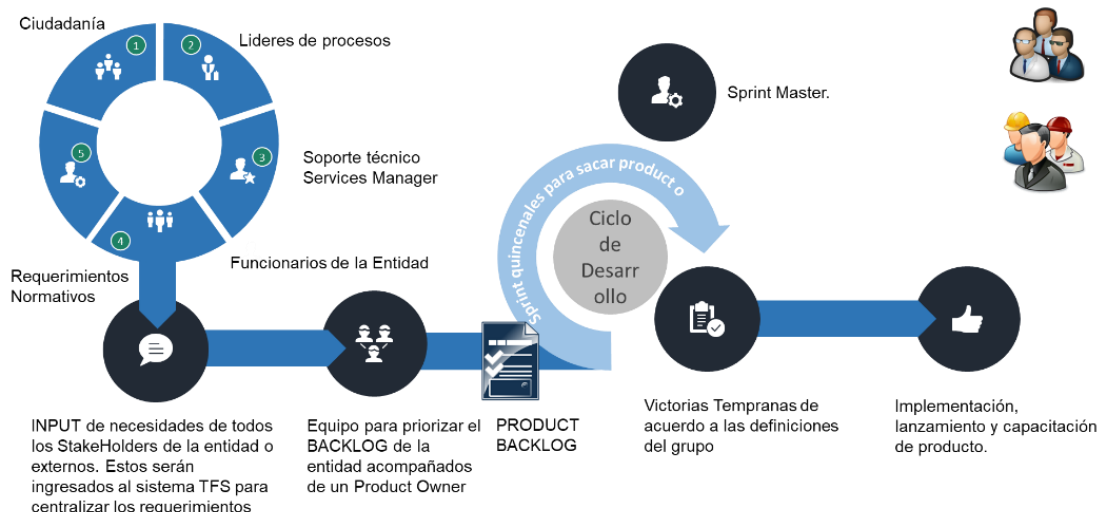 Ciudadanía
1
2
Lideres de procesos
5
3
Soporte técnico
Services Manager
4
Funcionarios de la Entidad
Requerimientos
Normativos
Sprint Master.
Sprint quincenales para sacar product o
Ciclo
de
Desarr
ollo
INPUT de necesidades de todos
los StakeHolders de la entidad o
externos. Estos serán
ingresados al sistema TFS para
centralizar los requerimientos
Equipo para priorizar el
BACKLOG de la
entidad acompañados
de un Product Owner
PRODUCT
BACKLOG
Victorias Tempranas de
acuerdo a las definiciones
del grupo
Implementación,
lanzamiento y capacitación
de producto.